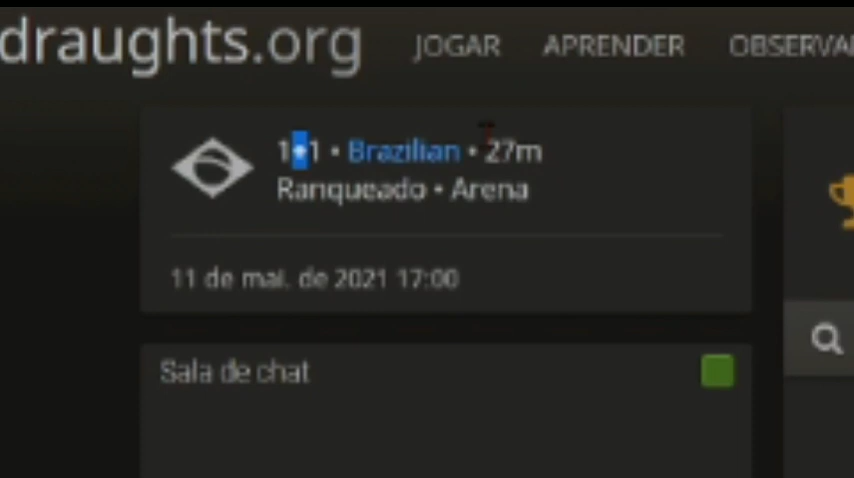 draughts.org JOGAR APRENDER
1+1 • Brazilian • 27m
Ranqueado • Arena
11 de mai. de 2021 17:00
Sala de chat